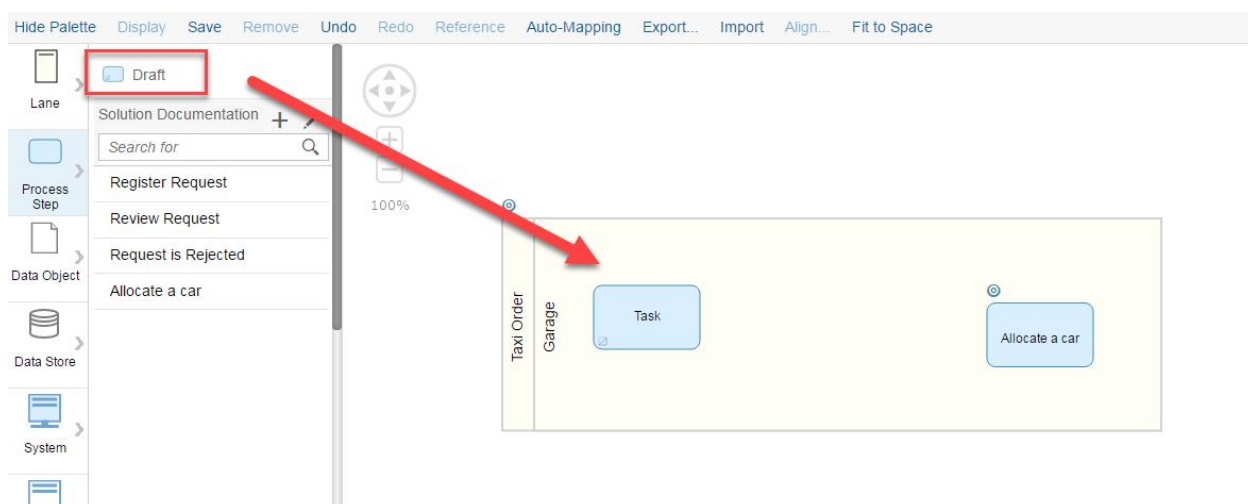 Hide Palette Display Save Remove Undo Redo Reference Auto-Mapping Export... Import Align... Fit to Space
Lane
Draft
Solution Documentation
Search for
Process
Step
Register Request
Review Request
Request is Rejected
Allocate a car
Data Object
Data Store
System
100%
Taxi Order
Garage
Task
Allocate a car